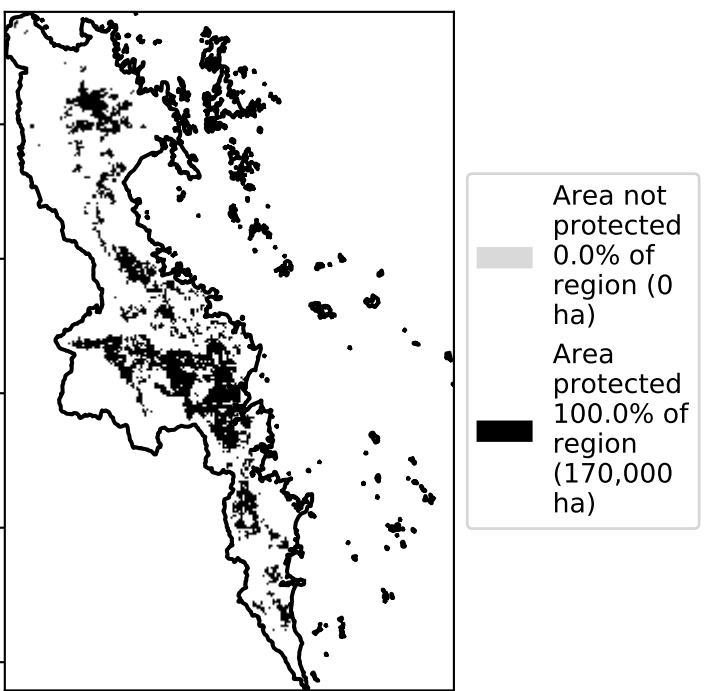 Area not
protected
0.0% of
region (0
ha)
Area
protected
100.0% of
region
(170,000
ha)